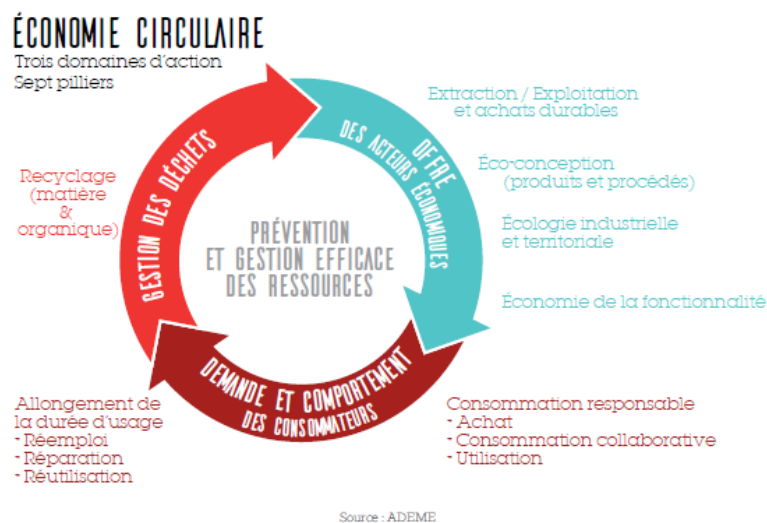 ÉCONOMIE CIRCULAIRE
Trois domaines d'action
Sept pilliers
Extraction / Exploitation
et achats durables
Éco-conception
(produits et procédés)
Écologie industrielle
et territoriale
Économie de la fonctionnalité
OFFRE
DES ACTEURS ÉCONOMIQUES
GESTION DES DÉCHETS
Recyclage
(matière
&
organique)
PRÉVENTION
ET GESTION EFFICACE
DES RESSOURCES
DEMANDE ET COMPORTEMENT
DES CONSOMMATEURS
Allongement de
la durée d'usage
- Réemploi
- Réparation
- Réutilisation
Consommation responsable
- Achat
- Consommation collaborative
- Utilisation
Source : ADEME